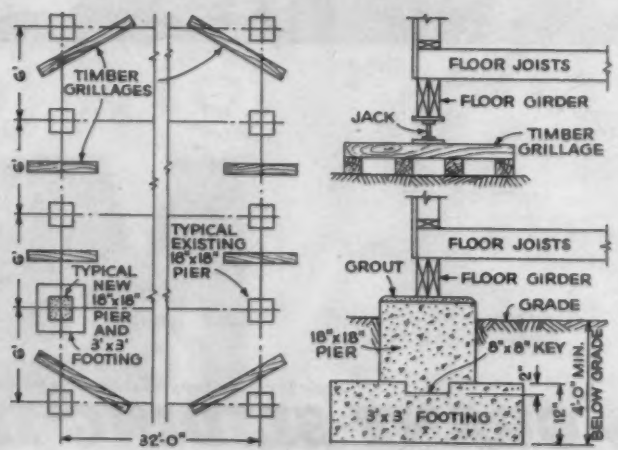 6'
6'
6'
6'
TIMBER
GRILLAGES
TYPICAL
EXISTING
18"x18"
PIER
TYPICAL
NEW
18"x18"
PIER
AND
3'x3'
FOOTING
32'-0"
FLOOR JOISTS
FLOOR GIRDER
JACK
TIMBER
GRILLAGE
FLOOR JOISTS
FLOOR GIRDER
GROUT
GRADE
18"x18"
PIER
8"x8" KEY
3'x3' FOOTING
2"
12"
4'-0" MIN.
BELOW GRADE